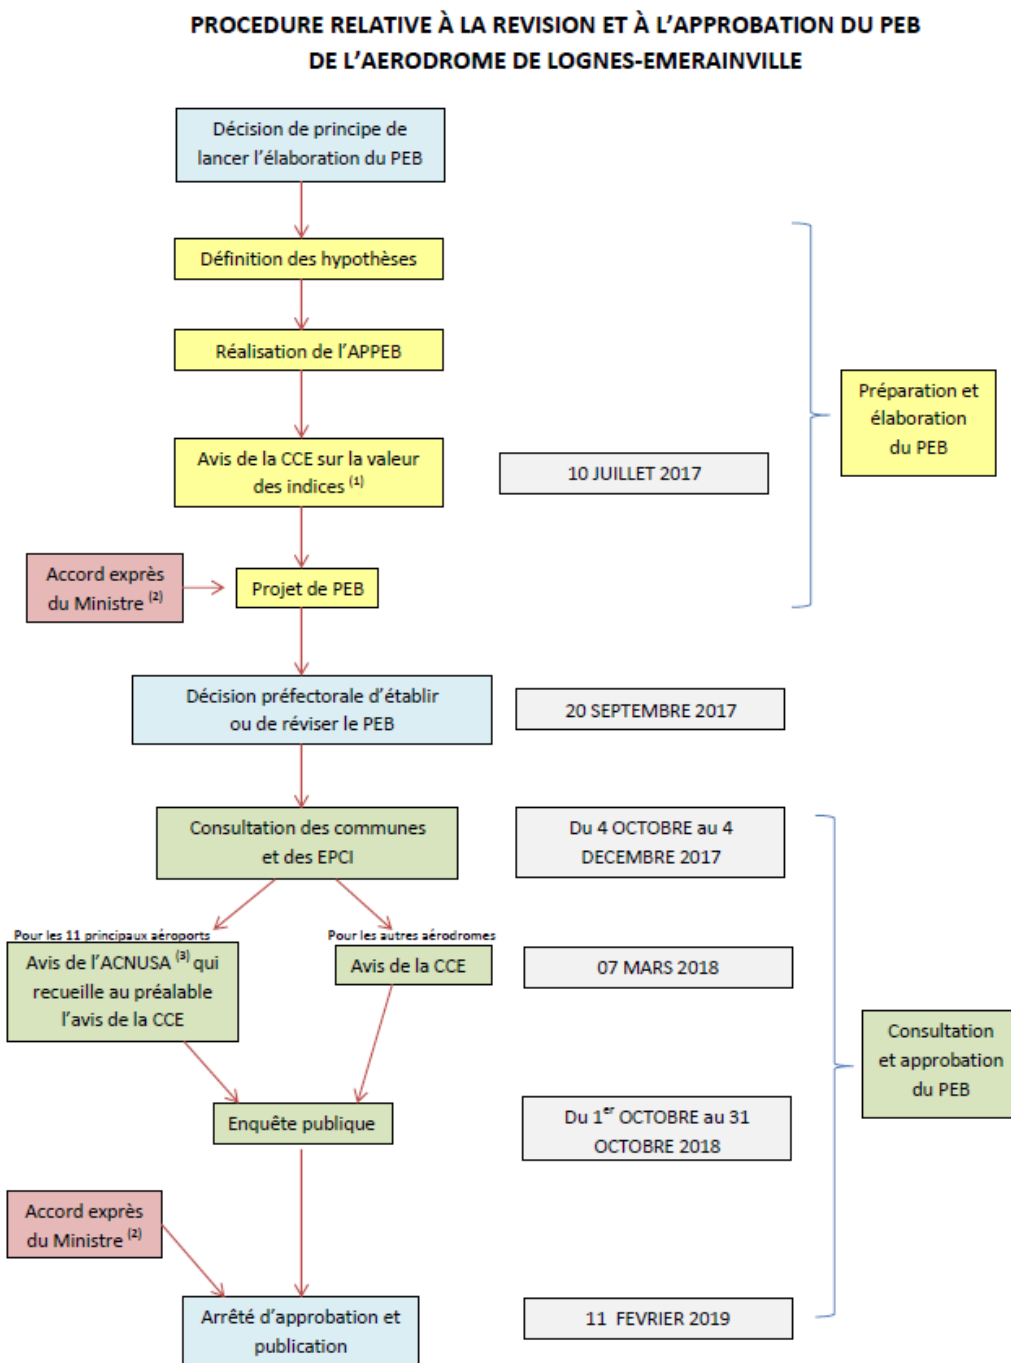 PROCEDURE RELATIVE À LA REVISION ET À L'APPROBATION DU PEB
DE L'AERODROME DE LOGNES-EMERAINVILLE
Décision de principe de
lancer l'élaboration du PEB
Définition des hypothèses
Réalisation de l'APPEB
Préparation et
élaboration
du PEB
Avis de la CCE sur la valeur
des indices (1)
10 JUILLET 2017
Accord exprès
du Ministre (2)
Projet de PEB
Décision préfectorale d'établir
ou de réviser le PEB
20 SEPTEMBRE 2017
Consultation des communes
et des EPCI
Du 4 OCTOBRE au 4
DECEMBRE 2017
Pour les 11 principaux aéroports
Avis de l'ACNUSA (3) qui
recueille au préalable
l'avis de la CCE
Pour les autres aérodromes
Avis de la CCE
07 MARS 2018
Consultation
et approbation
du PEB
Enquête publique
Du 1er OCTOBRE au 31
OCTOBRE 2018
Accord exprès
du Ministre (2)
Arrêté d'approbation et
publication
11 FEVRIER 2019